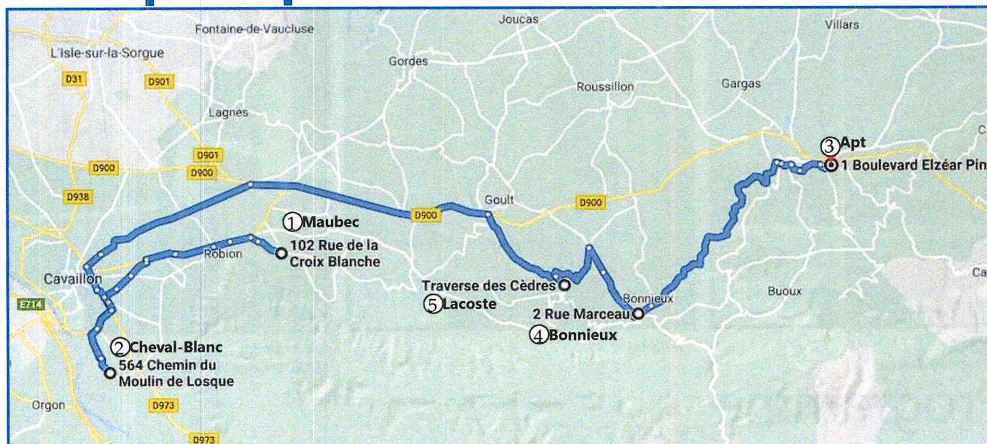 Joucas
Villars
Fontaine-de-Vaucluse
L'Isle-sur-la-Sorgue
Gordes
D31
D901
Roussillon
Gargas
Lagnes
③ Apt
D901
D900
D900
1 Boulevard Elzéar Pin
D938
Goult
D900
D900
① Maubec
102 Rue de la
Croix Blanche
Robion
Cavaillon
Traverse des Cèdres
⑤ Lacoste
Bonnieux
Buoux
E714
2 Rue Marceau
④ Bonnieux
② Cheval-Blanc
564 Chemin du
Moulin de Losque
Orgon
D973
D973